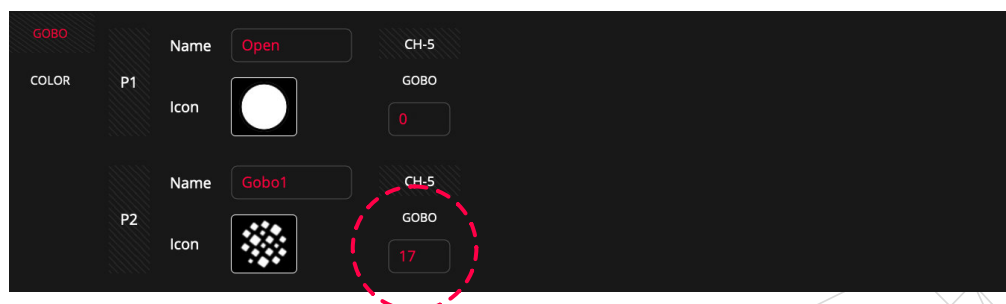 GOBO
COLOR
P1
Name Open CH-5
GOBO
Icon 0
P2
Name Gobo1 CH-5
GOBO
Icon 17